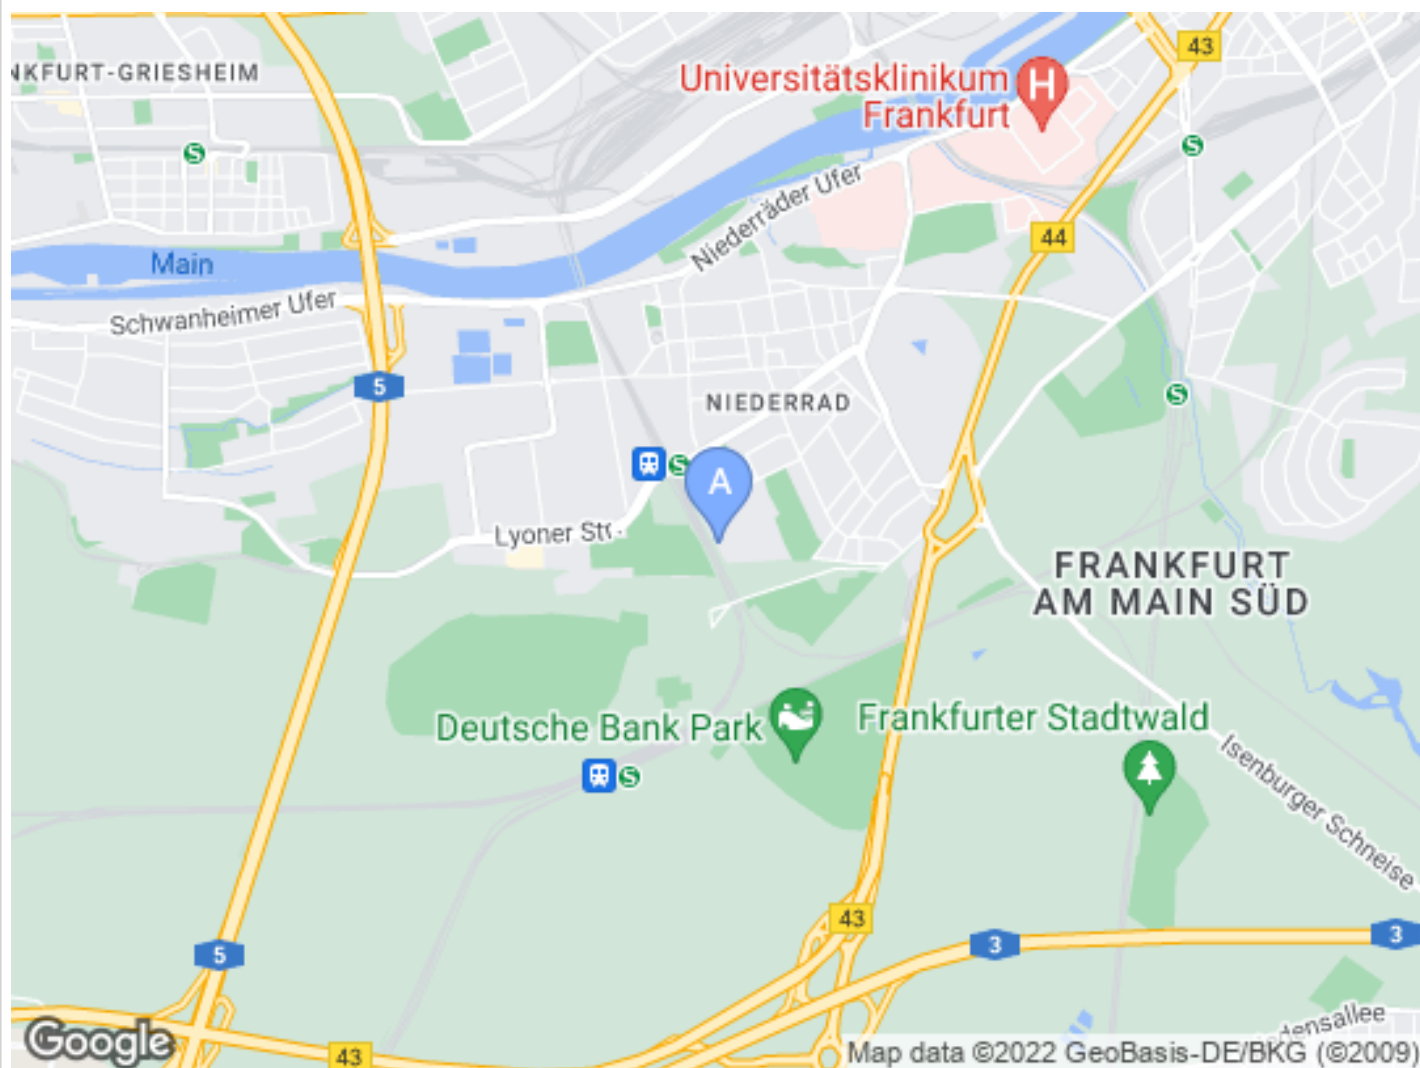 43
NKFURT-GRIESHEIM
Universitätsklinikum
Frankfurt
H
S
S
Niederräder Ufer
44
Main
Schwanheimer Ufer
5
NIEDERRAD
S
S
A
Lyoner Str.
FRANKFURT
AM MAIN SÜD
Deutsche Bank Park
Frankfurter Stadtwald
S
Isenburger Schneise
43
3
3
5
Google
43
densallee
Map data ©2022 GeoBasis-DE/BKG (©2009)